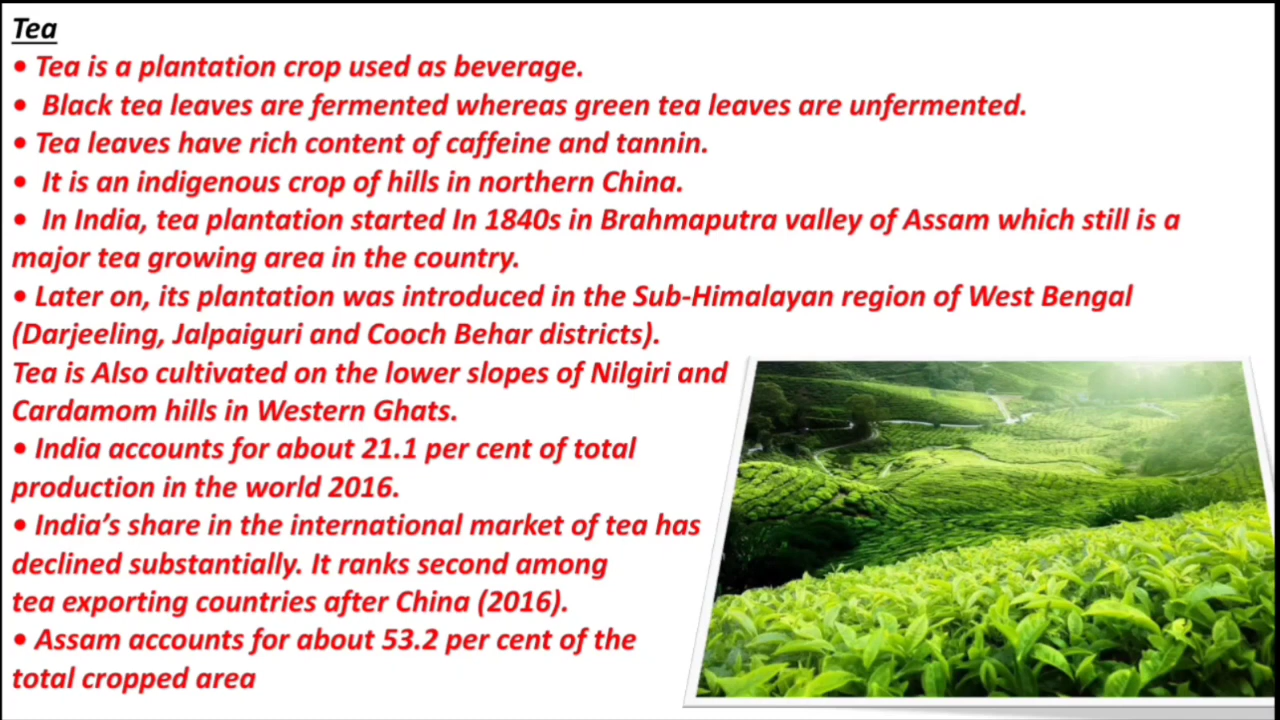 Tea
• Tea is a plantation crop used as beverage.
• Black tea leaves are fermented whereas green tea leaves are unfermented.
• Tea leaves have rich content of caffeine and tannin.
• It is an indigenous crop of hills in northern China.
• In India, tea plantation started In 1840s in Brahmaputra valley of Assam which still is a
major tea growing area in the country.
• Later on, its plantation was introduced in the Sub-Himalayan region of West Bengal
(Darjeeling, Jalpaiguri and Cooch Behar districts).
Tea is Also cultivated on the lower slopes of Nilgiri and
Cardamom hills in Western Ghats.
• India accounts for about 21.1 per cent of total
production in the world 2016.
• India’s share in the international market of tea has
declined substantially. It ranks second among
tea exporting countries after China (2016).
• Assam accounts for about 53.2 per cent of the
total cropped area